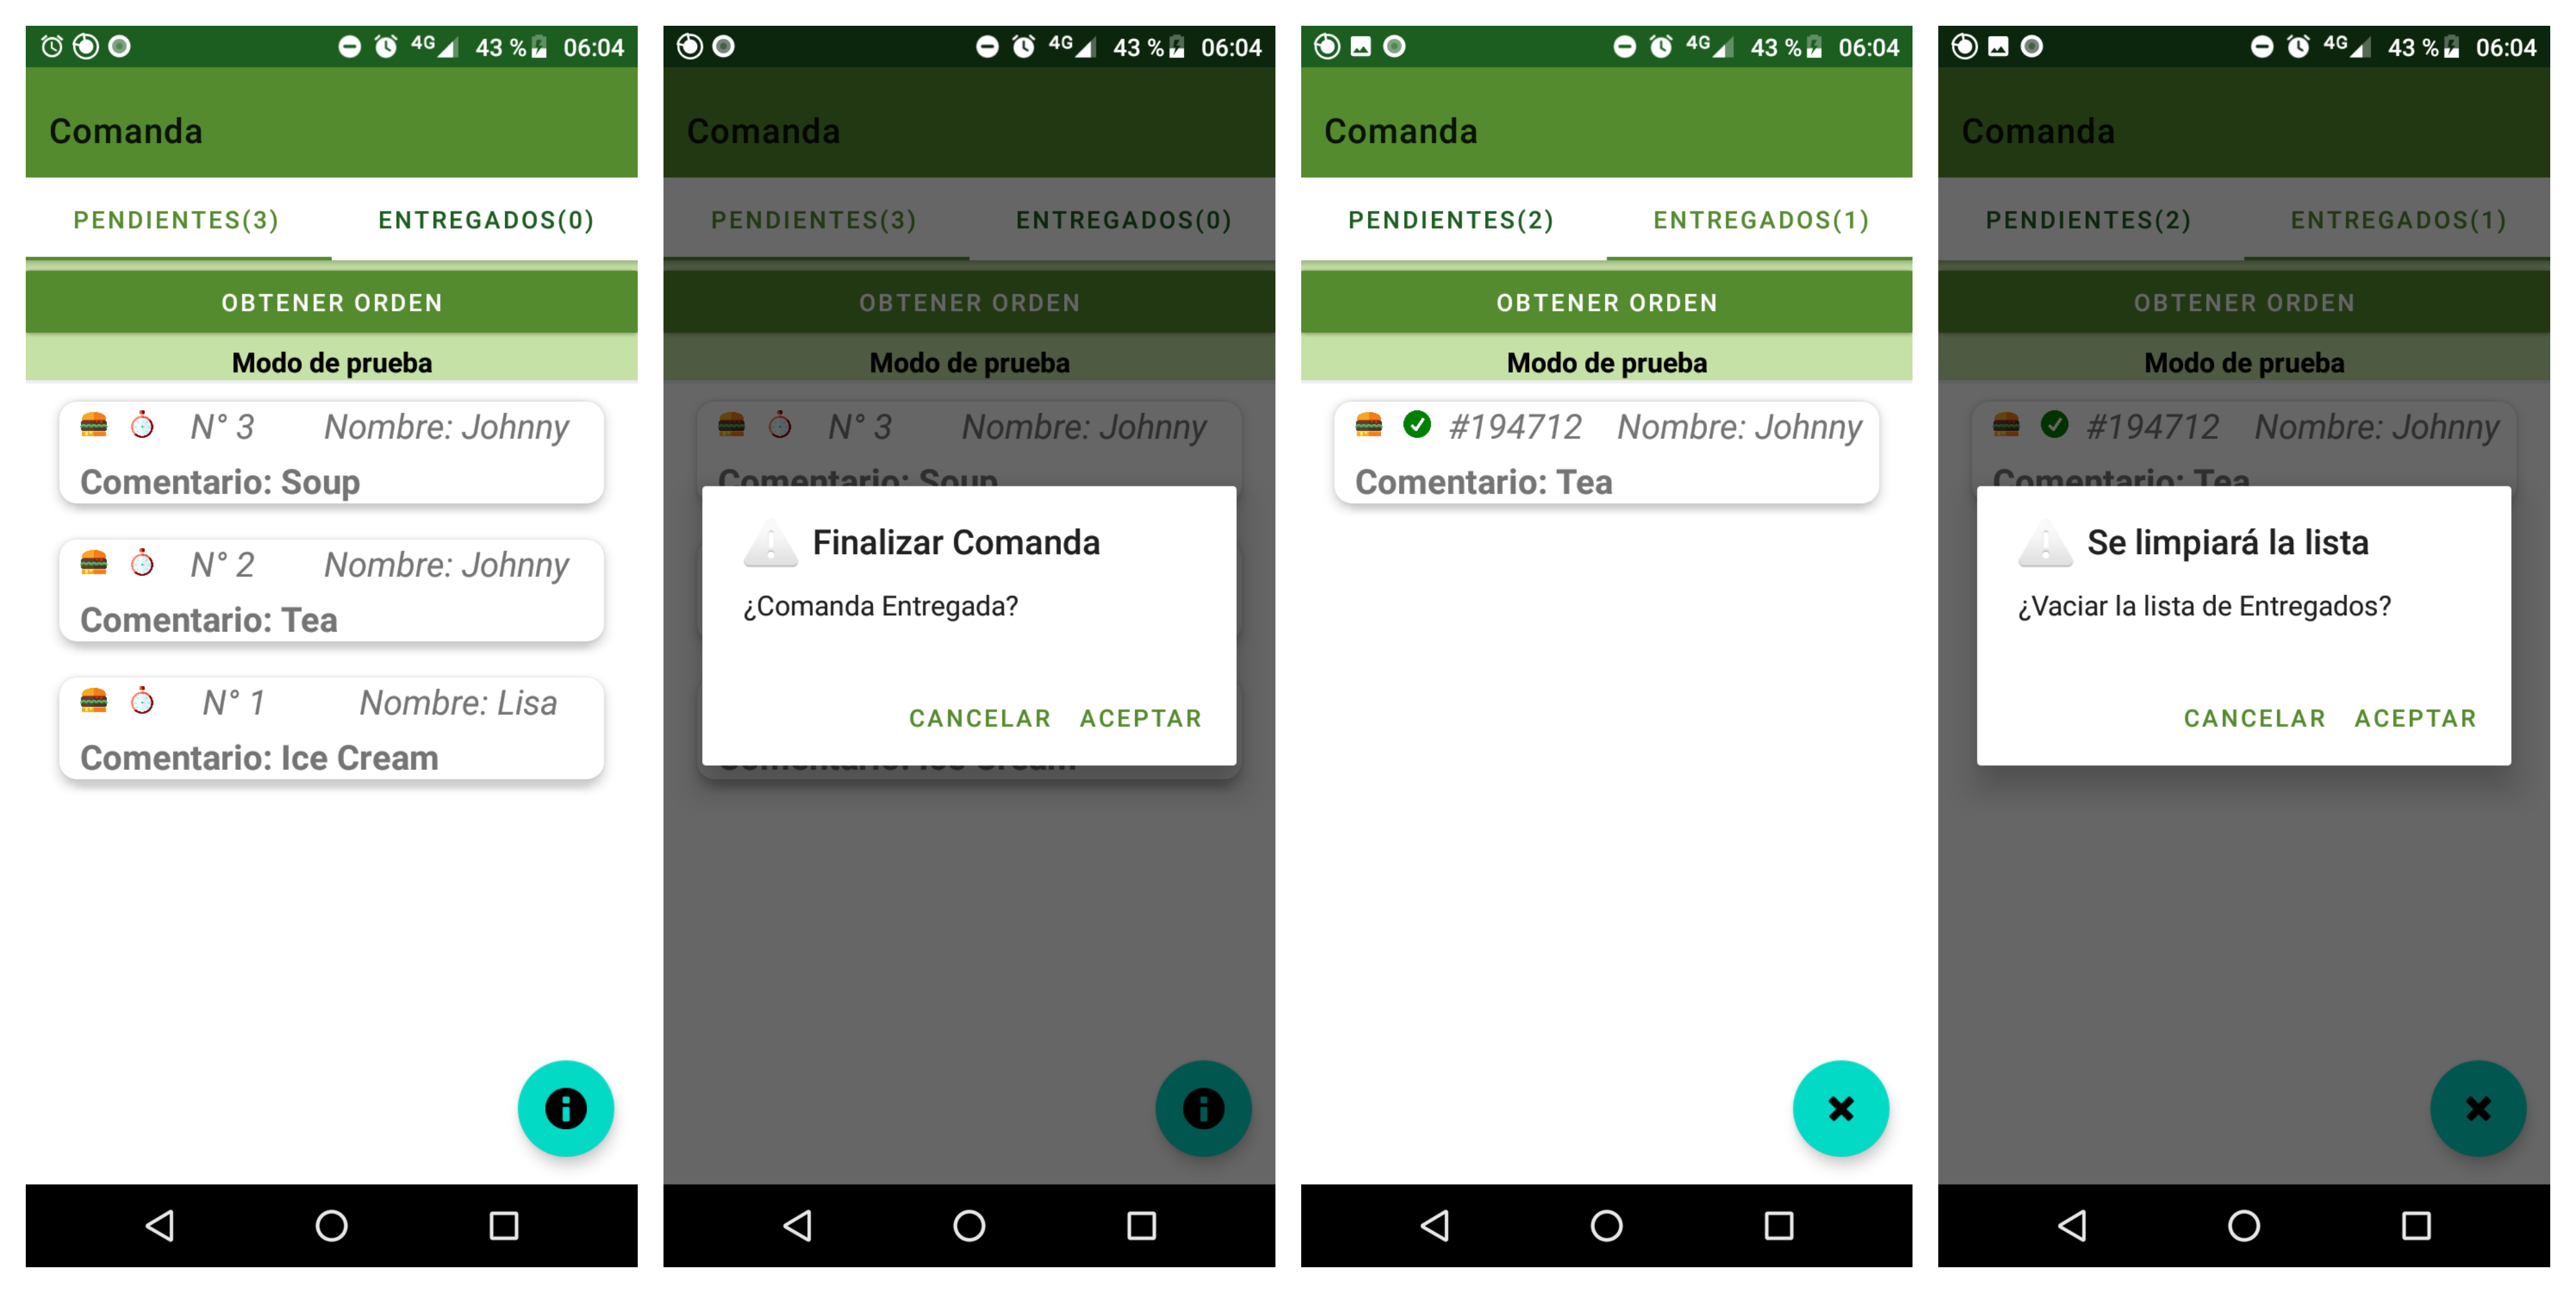 4G 43 % 06:04
Comanda
PENDIENTES(3) ENTREGADOS(0)
OBTENER ORDEN
Modo de prueba
N° 3 Nombre: Johnny
Comentario: Soup
N° 2 Nombre: Johnny
Comentario: Tea
N° 1 Nombre: Lisa
Comentario: Ice Cream
4G 43 % 06:04
Comanda
PENDIENTES(3) ENTREGADOS(0)
OBTENER ORDEN
Modo de prueba
N° 3 Nombre: Johnny
Comentario: Soup
Finalizar Comanda
¿Comanda Entregada?
CANCELAR ACEPTAR
Comentario: Ice Cream
4G 43 % 06:04
Comanda
PENDIENTES(2) ENTREGADOS(1)
OBTENER ORDEN
Modo de prueba
#194712 Nombre: Johnny
Comentario: Tea
4G 43 % 06:04
Comanda
PENDIENTES(2) ENTREGADOS(1)
OBTENER ORDEN
Modo de prueba
#194712 Nombre: Johnny
Comentario: Tea
Se limpiará la lista
¿Vaciar la lista de Entregados?
CANCELAR ACEPTAR